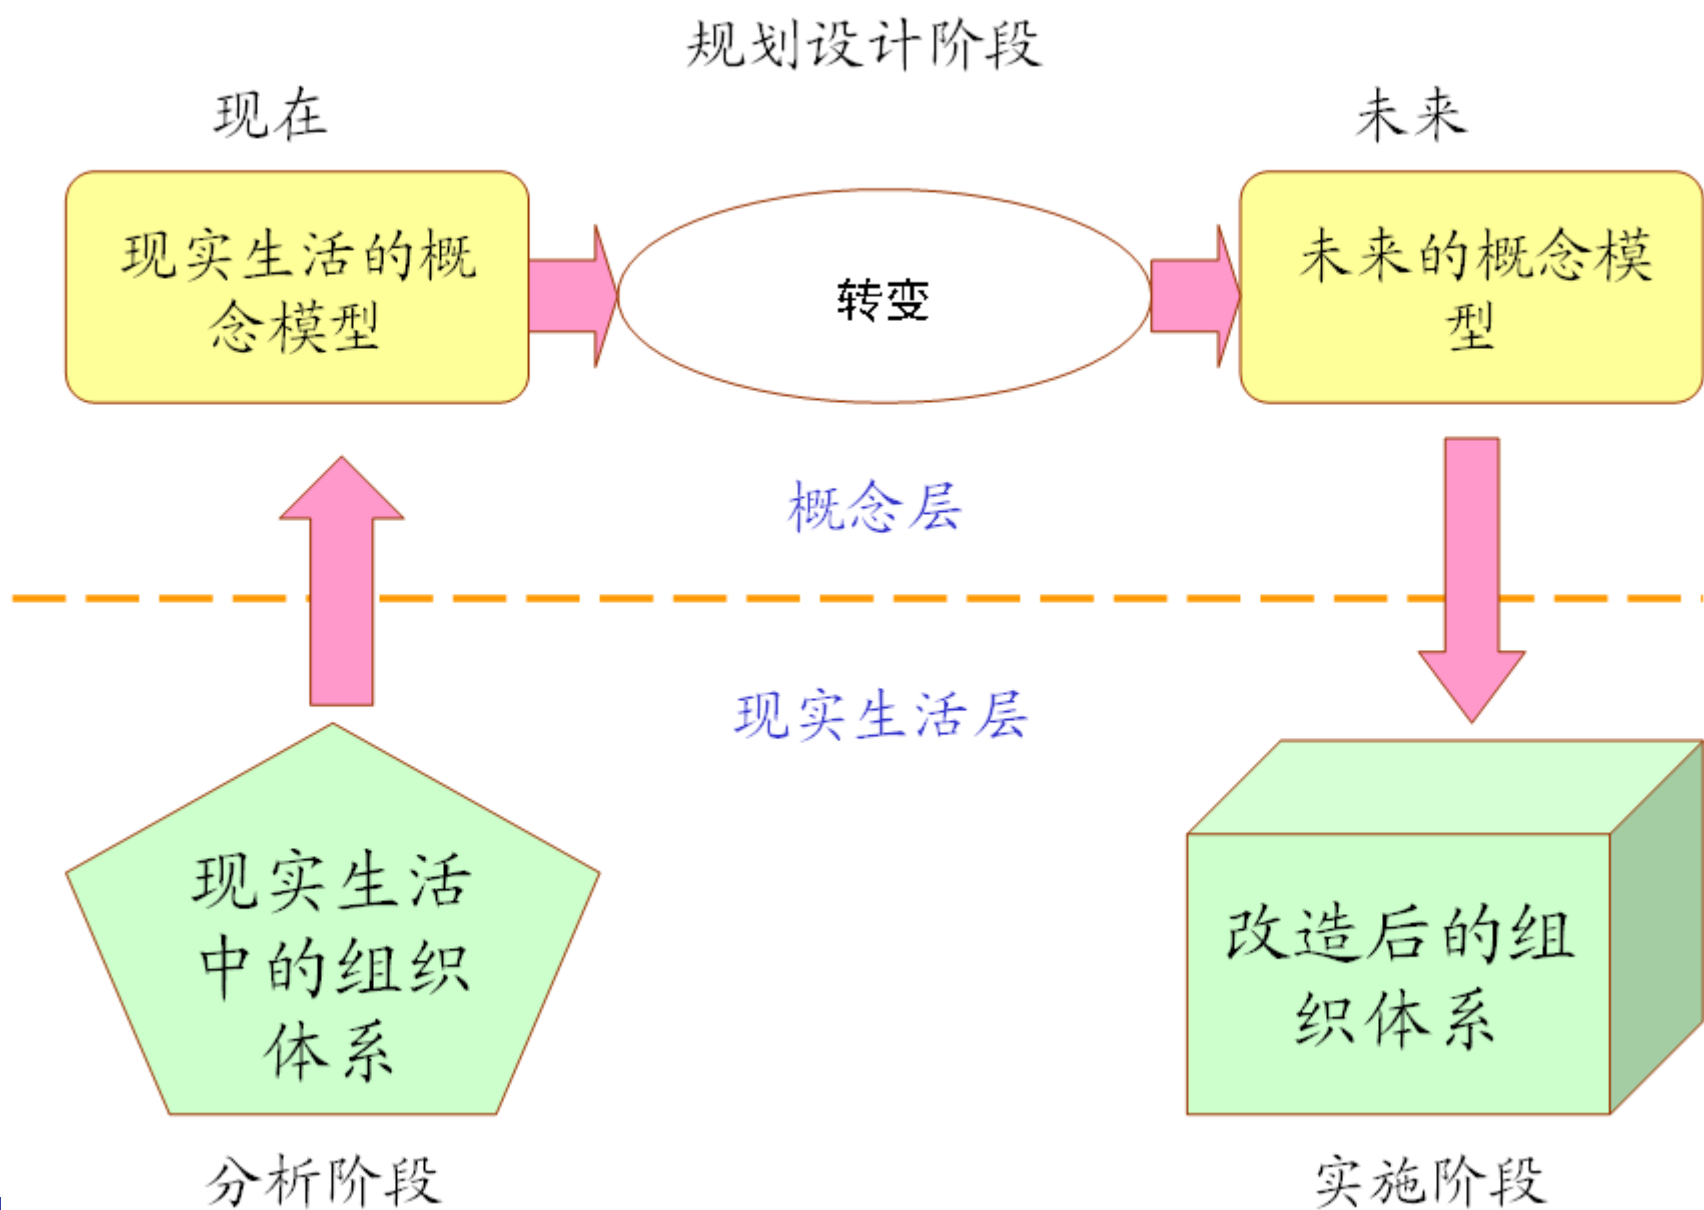 规划设计阶段
现在
未来
现实生活的概
念模型
转变
未来的概念模
型
概念层
现实生活层
现实生活
中的组织
体系
改造后的组
织体系
分析阶段
实施阶段